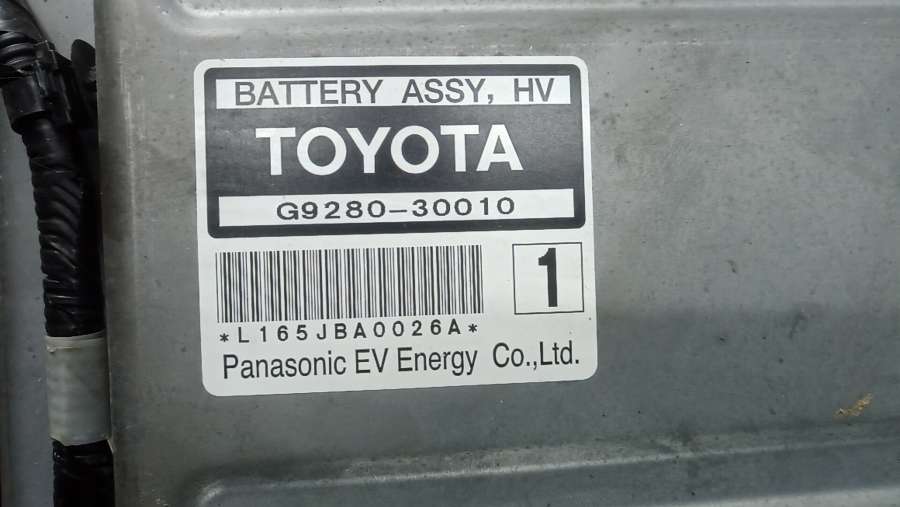 BATTERY ASSY, HV
TOYOTA
G9280-30010
1
*L165JBA0026A*
Panasonic EV Energy Co.,Ltd.